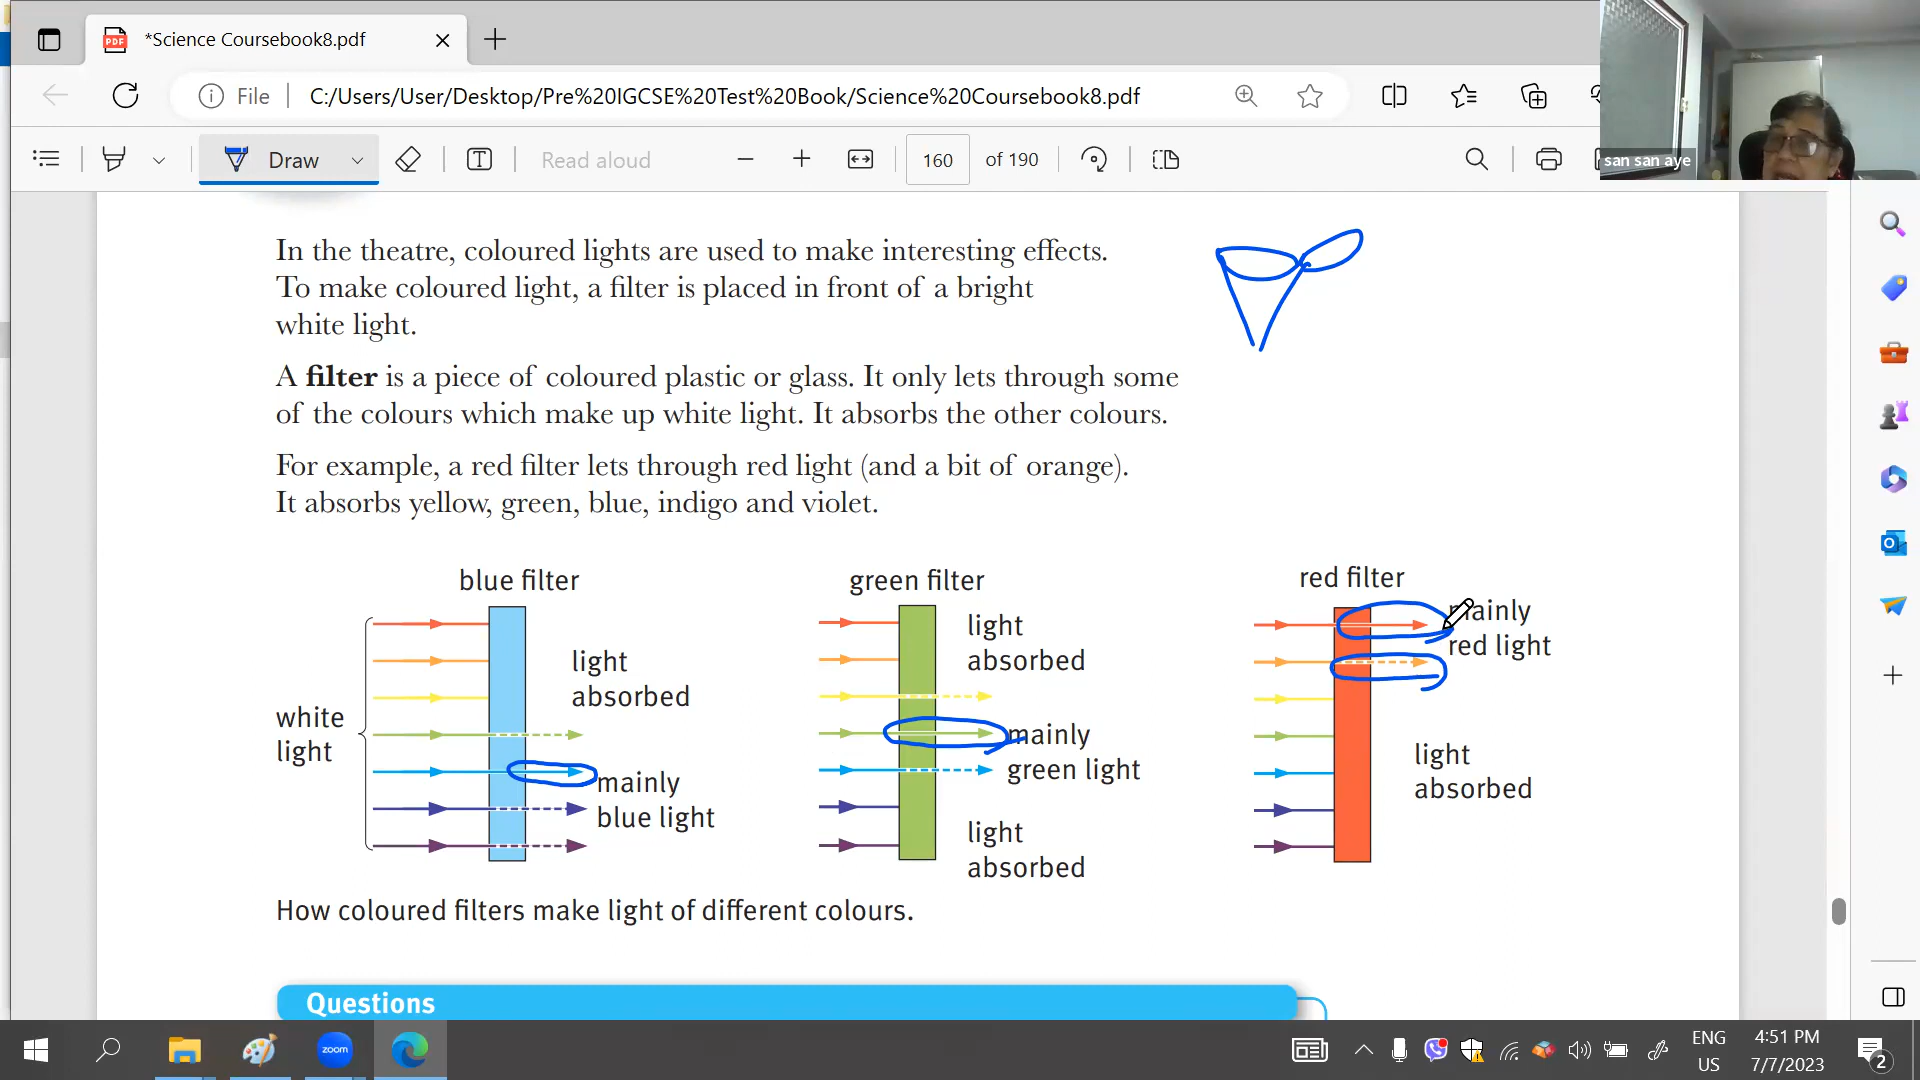 *Science Coursebook8.pdf
File
C:/Users/User/Desktop/Pre%20IGCSE%20Test%20Book/Science%20Coursebook8.pdf
Draw
Read aloud
160
of 190
san san aye
In the theatre, coloured lights are used to make interesting effects.
To make coloured light, a filter is placed in front of a bright
white light.
A filter is a piece of coloured plastic or glass. It only lets through some
of the colours which make up white light. It absorbs the other colours.
For example, a red filter lets through red light (and a bit of orange).
It absorbs yellow, green, blue, indigo and violet.
blue filter
white
light
light
absorbed
mainly
blue light
green filter
light
absorbed
mainly
green light
light
absorbed
red filter
mainly
red light
light
absorbed
How coloured filters make light of different colours.
Questions
zoom
ENG
US
4:51 PM
7/7/2023
2